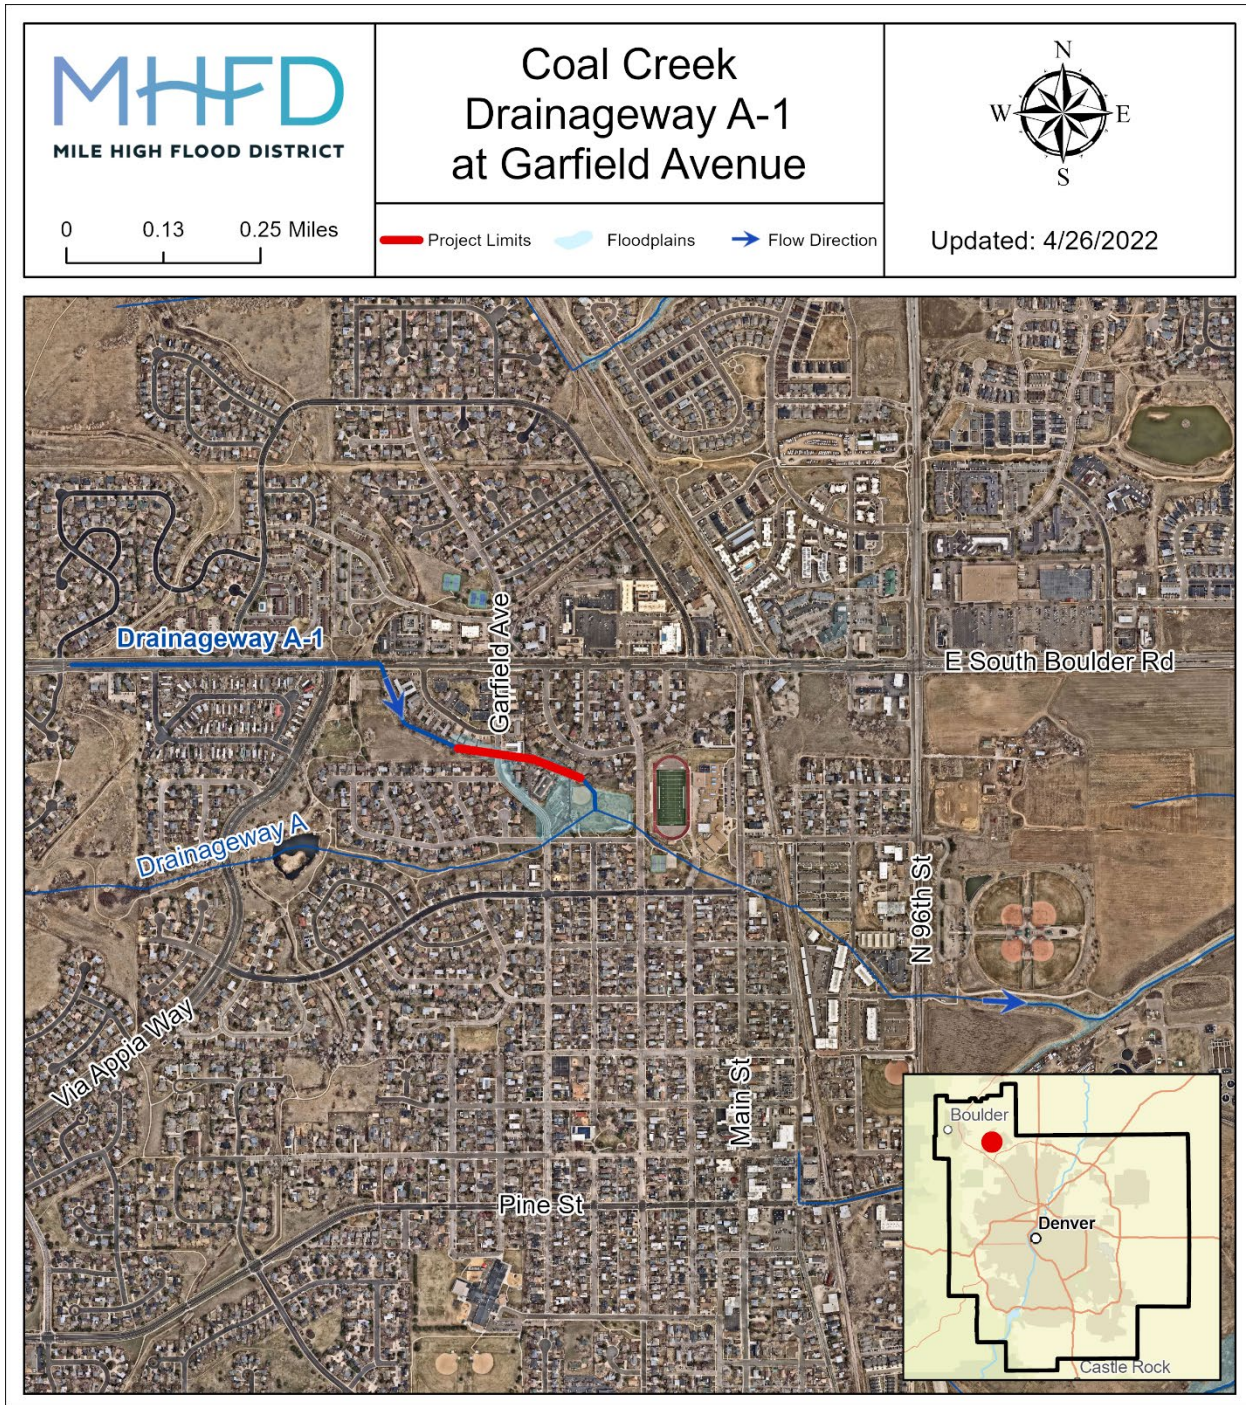 MHFD
MILE HIGH FLOOD DISTRICT
0 0.13 0.25 Miles
Coal Creek
Drainageway A-1
at Garfield Avenue
Project Limits Floodplains Flow Direction
N
W E
S
Updated: 4/26/2022
Garfield Ave
Drainageway A-1
E South Boulder Rd
Drainageway A
N 96th St
Via Appia Way
Main St
Pine St
Boulder
Denver
Castle Rock